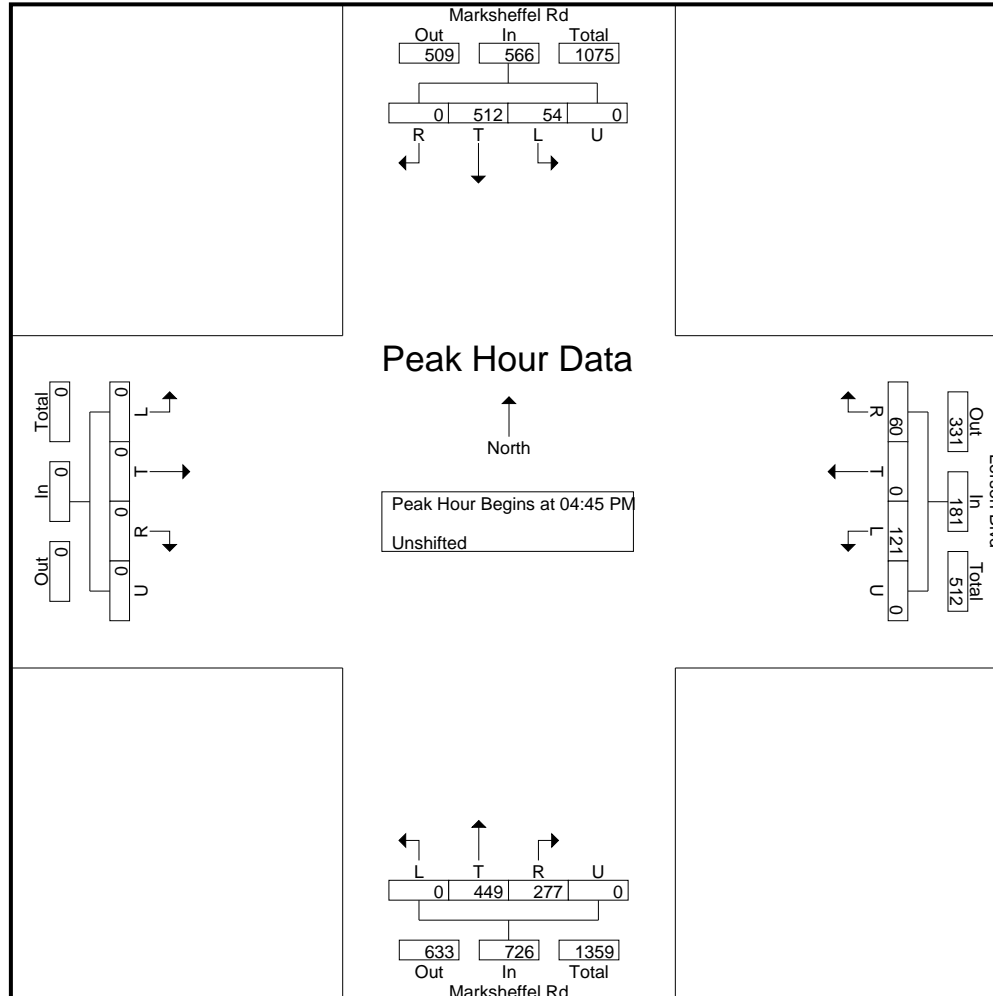 Marksheffel Rd
Out In Total
509 566 1075
0 512 54 0
R T L U
Peak Hour Data
North
Peak Hour Begins at 04:45 PM
Unshifted
Total 0
In 0
Out 0
0 L
0 T
0 R
0 U
R 60
T 0
L 121
U 0
Out 331
In 181
Total 512
Blvd
L T R U
0 449 277 0
633 726 1359
Out In Total
Marksheffel Rd